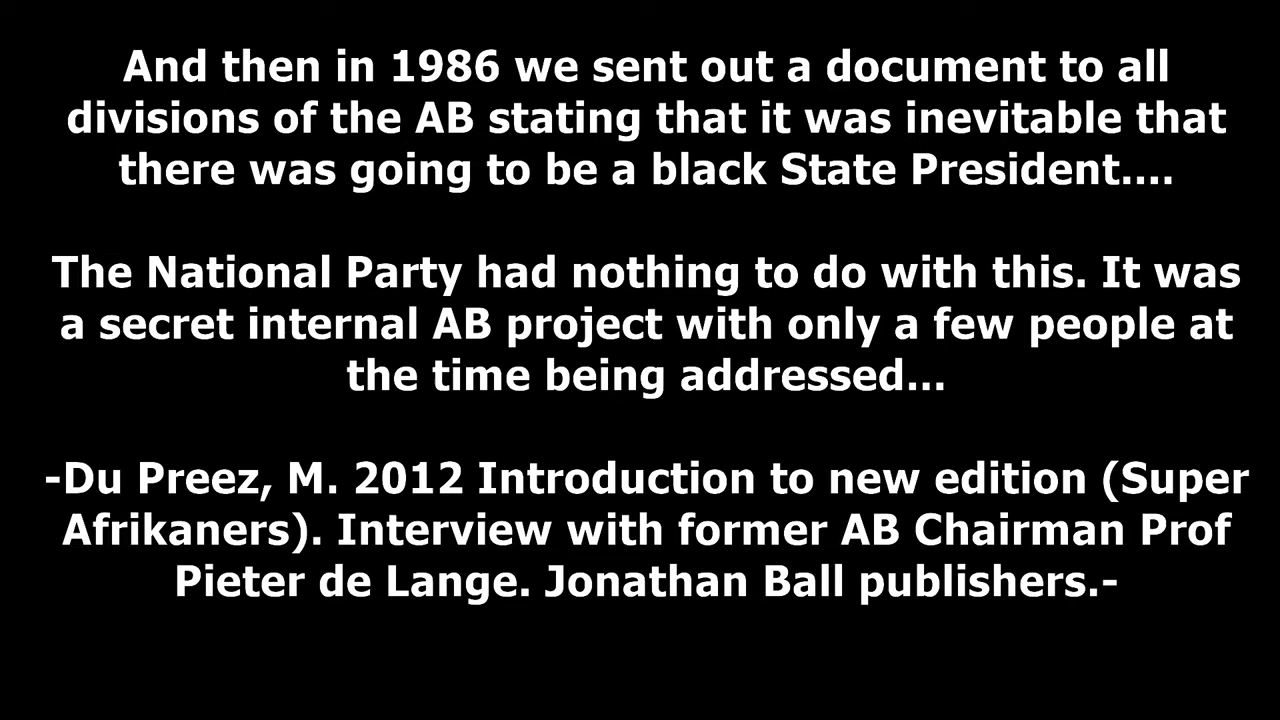 And then in 1986 we sent out a document to all
divisions of the AB stating that it was inevitable that
there was going to be a black State President....
The National Party had nothing to do with this. It was
a secret internal AB project with only a few people at
the time being addressed...
-Du Preez, M. 2012 Introduction to new edition (Super
Afrikaners). Interview with former AB Chairman Prof
Pieter de Lange. Jonathan Ball publishers.-